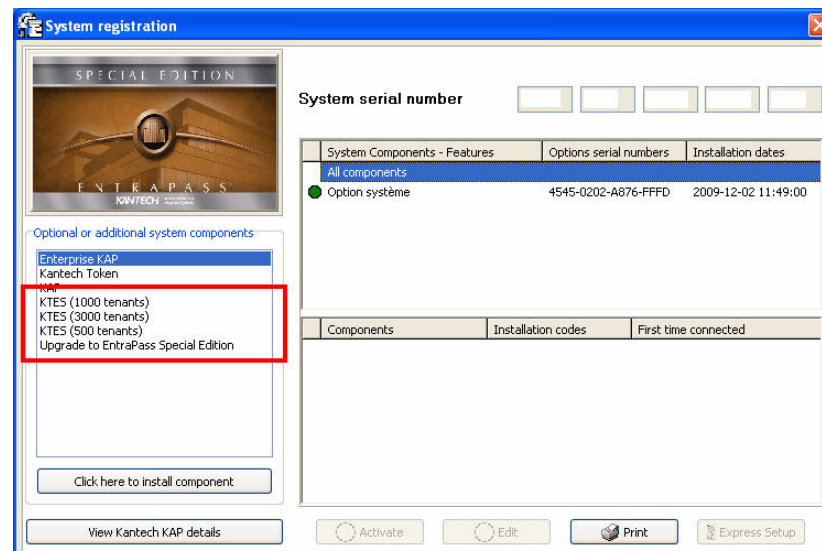 System registration
SPECIAL EDITION
ENTRAPASS
KANTECH
System serial number
System Components - Features Options serial numbers Installation dates
All components
Option système 4545-0202-A876-FFFD 2009-12-02 11:49:00
Optional or additional system components
Enterprise KAP
Kantech Token
KAP
KTES (1000 tenants)
KTES (3000 tenants)
KTES (500 tenants)
Upgrade to EntraPass Special Edition
Components Installation codes First time connected
Click here to install component
View Kantech KAP details
Activate
Edit
Print
Express Setup